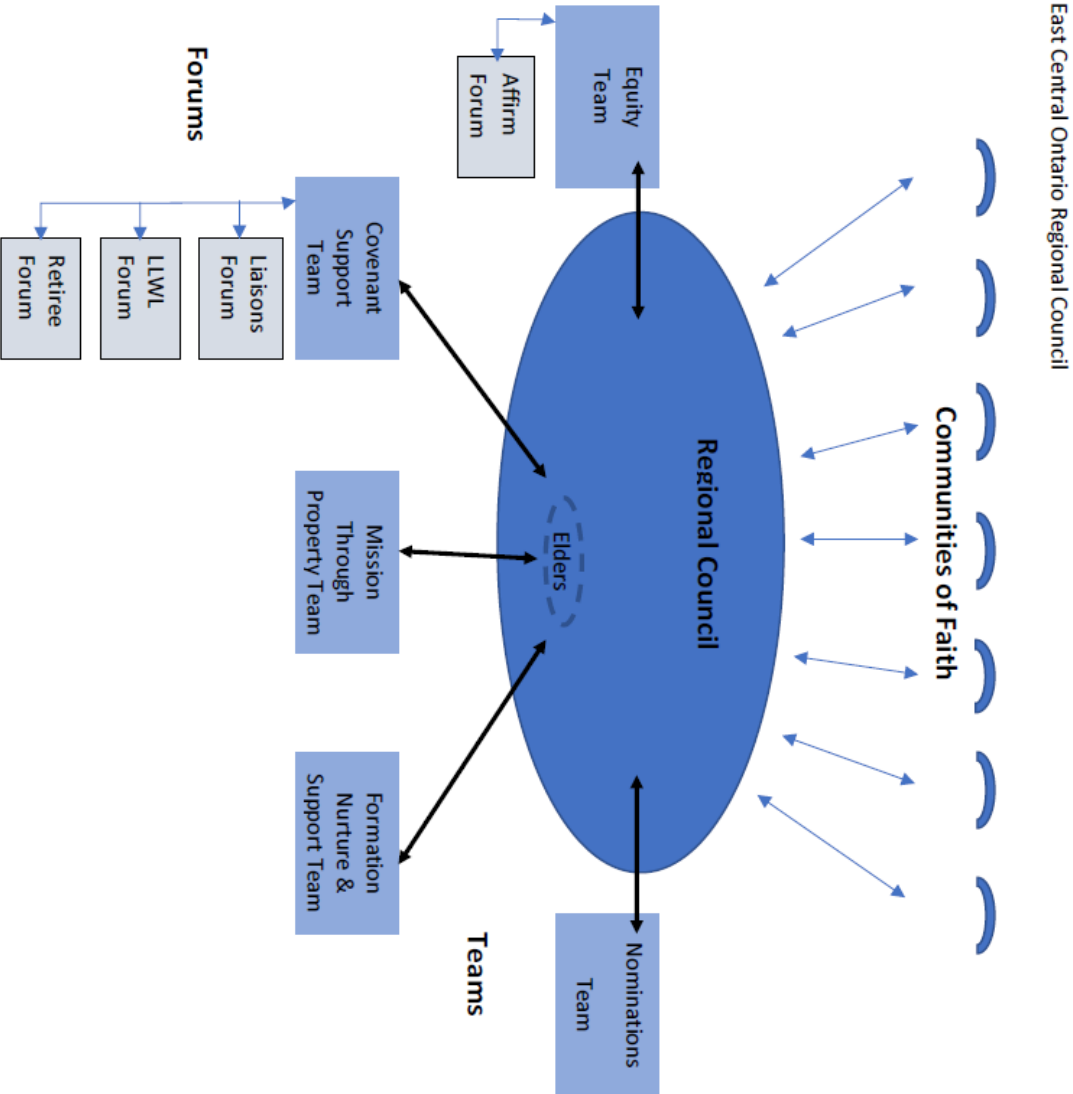 East Central Ontario Regional Council
Communities of Faith
Regional Council
Elders
Equity
Team
Affirm
Forum
Nominations
Team
Teams
Forums
Covenant
Support
Team
Mission
Through
Property Team
Formation
Nurture &
Support Team
Liaisons
Forum
LLWL
Forum
Retiree
Forum